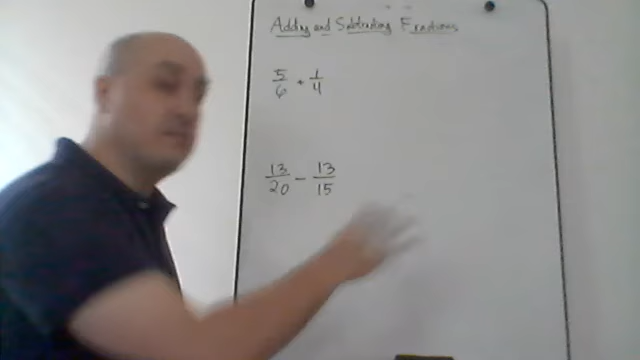 Adding and Subtracting Fractions
5/6 + 1/4
13/20 - 13/15